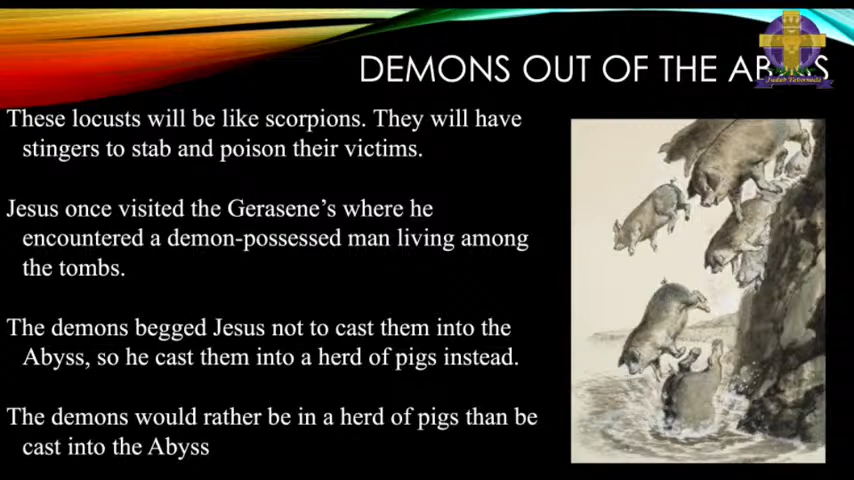 DEMONS OUT OF THE ABYSS
These locusts will be like scorpions. They will have
stingers to stab and poison their victims.
Jesus once visited the Gerasene's where he
encountered a demon-possessed man living among
the tombs.
The demons begged Jesus not to cast them into the
Abyss, so he cast them into a herd of pigs instead.
The demons would rather be in a herd of pigs than be
cast into the Abyss
Judah Tabernacle